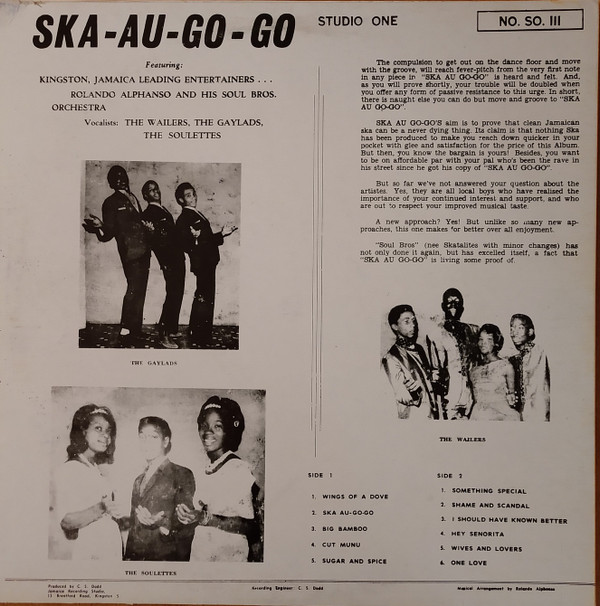 SKA-AU-GO-GO
STUDIO ONE
NO. SO. III
Featuring:
KINGSTON, JAMAICA LEADING ENTERTAINERS . . .
ROLANDO ALPHANSO AND HIS SOUL BROS.
ORCHESTRA
Vocalists: THE WAILERS, THE GAYLADS,
THE SOULETTES
The compulsion to get out on the dance floor and move
with the groove, will reach fever-pitch from the very first note
in any piece in "SKA AU GO-GO" is heard and felt. And,
as you will prove shortly, your trouble will be doubled when
you offer any form of passive resistance to this urge. In short,
there is naught else you can do but move and groove to "SKA
AU GO-GO".
SKA AU GO-GO'S aim is to prove that clean Jamaican
ska can be a never dying thing. Its claim is that nothing Ska
has been produced to make you reach down quicker in your
pocket with glee and satisfaction for the price of this Album.
But then, you know the bargain is yours! Besides, you want
to be on affordable par with your pal who's been the rave in
his street since he got his copy of "SKA AU GO-GO".
But so far we've not answered your question about the
artistes. Yes, they are all local boys who have realised the
importance of your continued interest and support, and who
are out to respect your improved musical taste.
A new approach? Yes! But unlike so many new ap-
proaches, this one makes for better over all enjoyment.
"Soul Bros" (nee Skatalites with minor changes) has
not only done it again, but has excelled itself, a fact that
"SKA AU GO-GO" is living some proof of.
THE GAYLADS
THE WAILERS
THE SOULETTES
SIDE 1
1. WINGS OF A DOVE
2. SKA AU-GO-GO
3. BIG BAMBOO
4. CUT MUNU
5. SUGAR AND SPICE
SIDE 2
1. SOMETHING SPECIAL
2. SHAME AND SCANDAL
3. I SHOULD HAVE KNOWN BETTER
4. HEY SENORITA
5. WIVES AND LOVERS
6. ONE LOVE
Produced by C. S. Dodd
Jamaica Recording Studio,
13 Brentford Road, Kingston 5
Recording Engineer: C. S. Dodd
Musical Arrangement by Rolando Alphonso